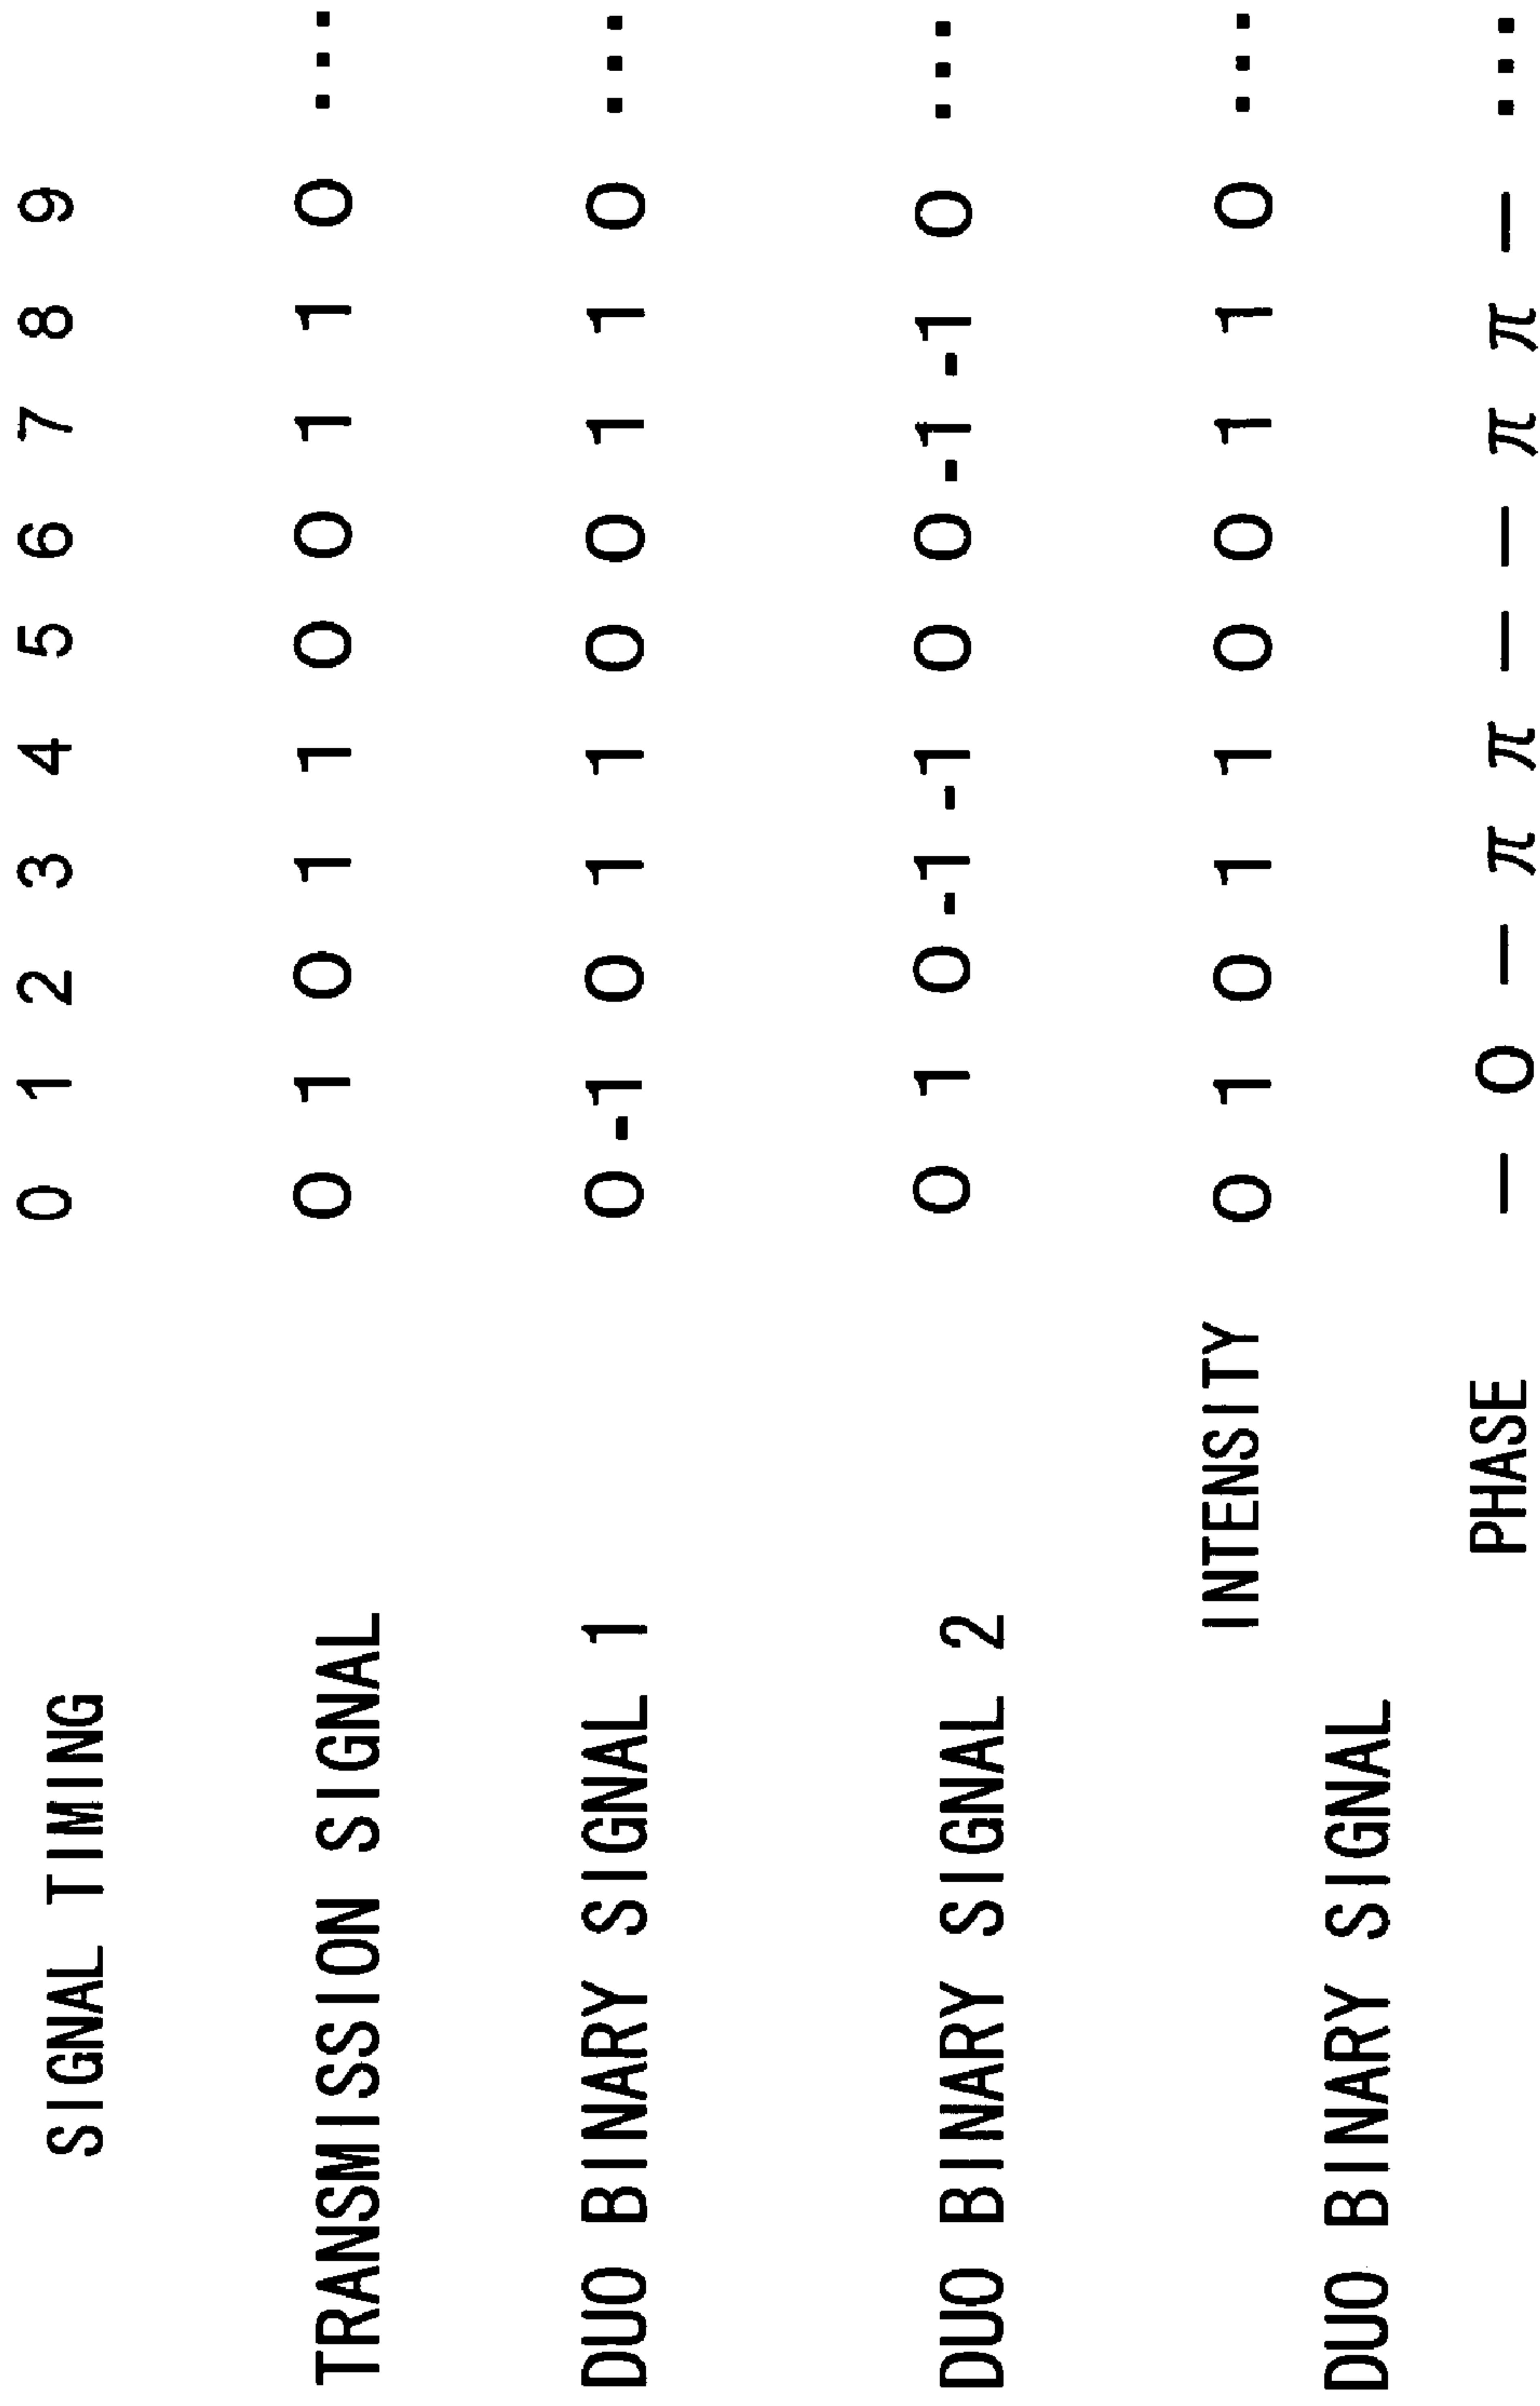 SIGNAL TIMING 0 1 2 3 4 5 6 7 8 9
TRANSMISSION SIGNAL 0 1 0 1 1 0 0 1 1 0 ...
DUO BINARY SIGNAL 1 0 -1 0 1 1 0 0 1 1 0 ...
DUO BINARY SIGNAL 2 0 1 0 -1 -1 0 0 -1 -1 0 ...
INTENSITY 0 1 0 1 1 0 0 1 1 0 ...
DUO BINARY SIGNAL
PHASE — 0 — π π — — π π — ...